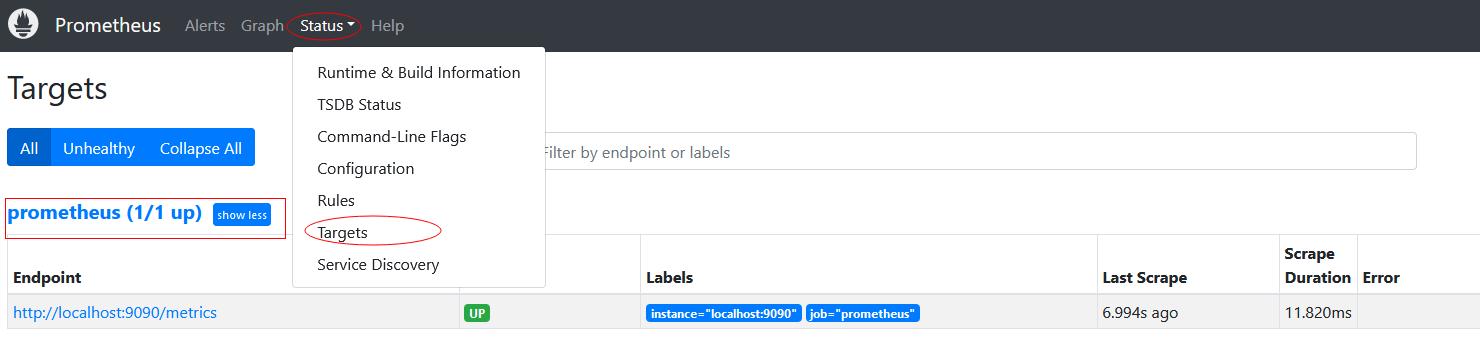 Prometheus Alerts Graph Status Help
Runtime & Build Information
TSDB Status
Command-Line Flags
Configuration
Rules
Targets
Service Discovery
Targets
All Unhealthy Collapse All
Filter by endpoint or labels
prometheus (1/1 up) show less
Endpoint Labels Last Scrape Scrape Duration Error
http://localhost:9090/metrics UP instance="localhost:9090" job="prometheus" 6.994s ago 11.820ms